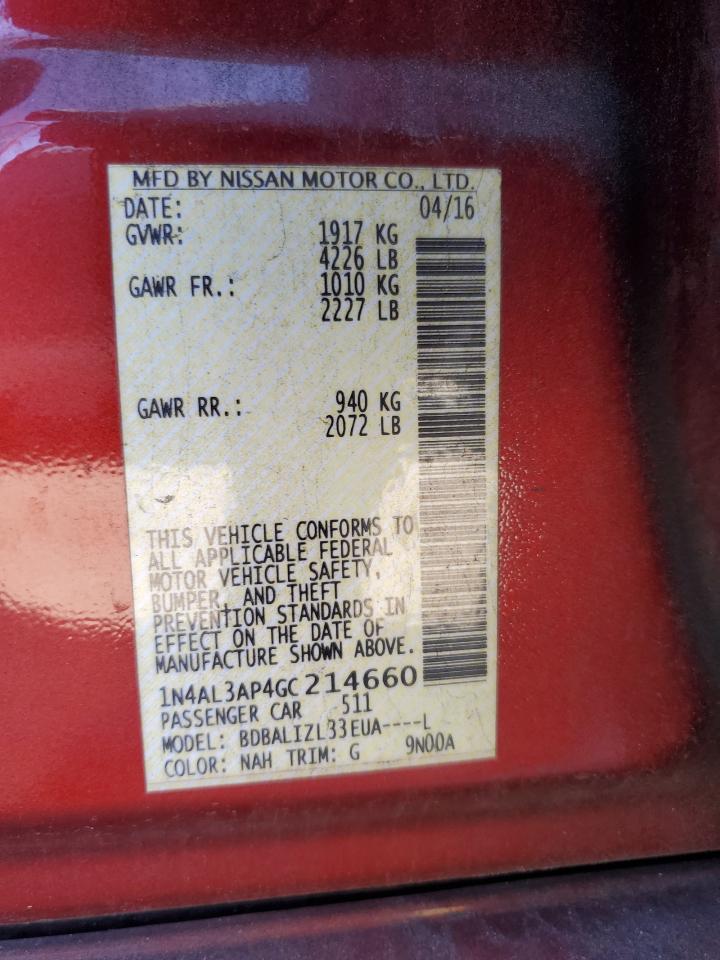 MFD BY NISSAN MOTOR CO., LTD.
DATE: 04/16
GVWR: 1917 KG
4226 LB
GAWR FR.: 1010 KG
2227 LB
GAWR RR.: 940 KG
2072 LB
THIS VEHICLE CONFORMS TO
ALL APPLICABLE FEDERAL
MOTOR VEHICLE SAFETY,
BUMPER, AND THEFT
PREVENTION STANDARDS IN
EFFECT ON THE DATE OF
MANUFACTURE SHOWN ABOVE.
1N4AL3AP4GC214660
PASSENGER CAR 511
MODEL: BDBALIZL33EUA----L
COLOR: NAH TRIM: G 9N00A